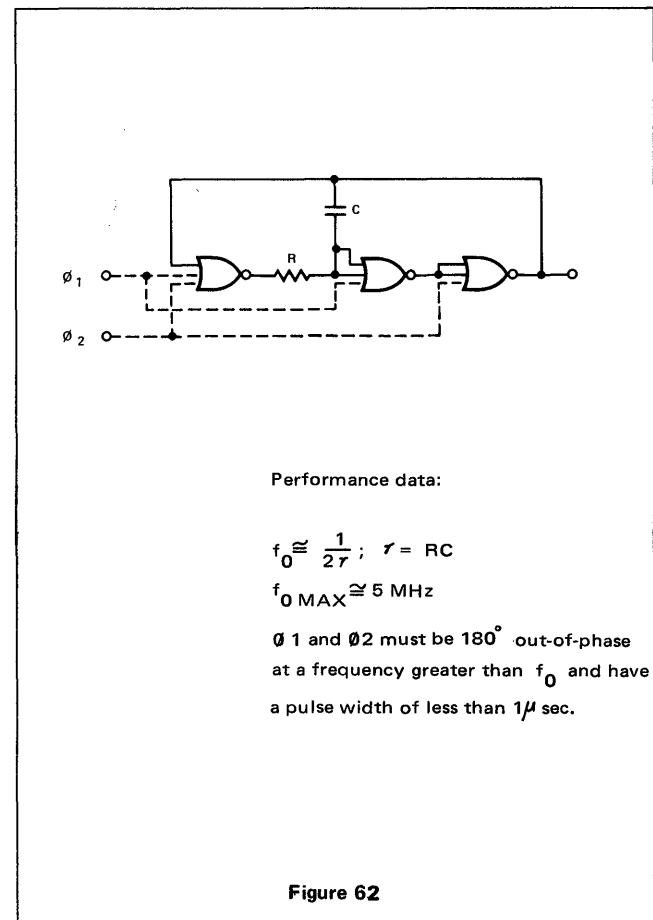 C
R
Ø 1
Ø 2
Performance data:
f0 ≅ 1/2τ ; τ = RC
f0 MAX ≅ 5 MHz
Ø 1 and Ø2 must be 180° out-of-phase
at a frequency greater than f0 and have
a pulse width of less than 1μ sec.
Figure 62